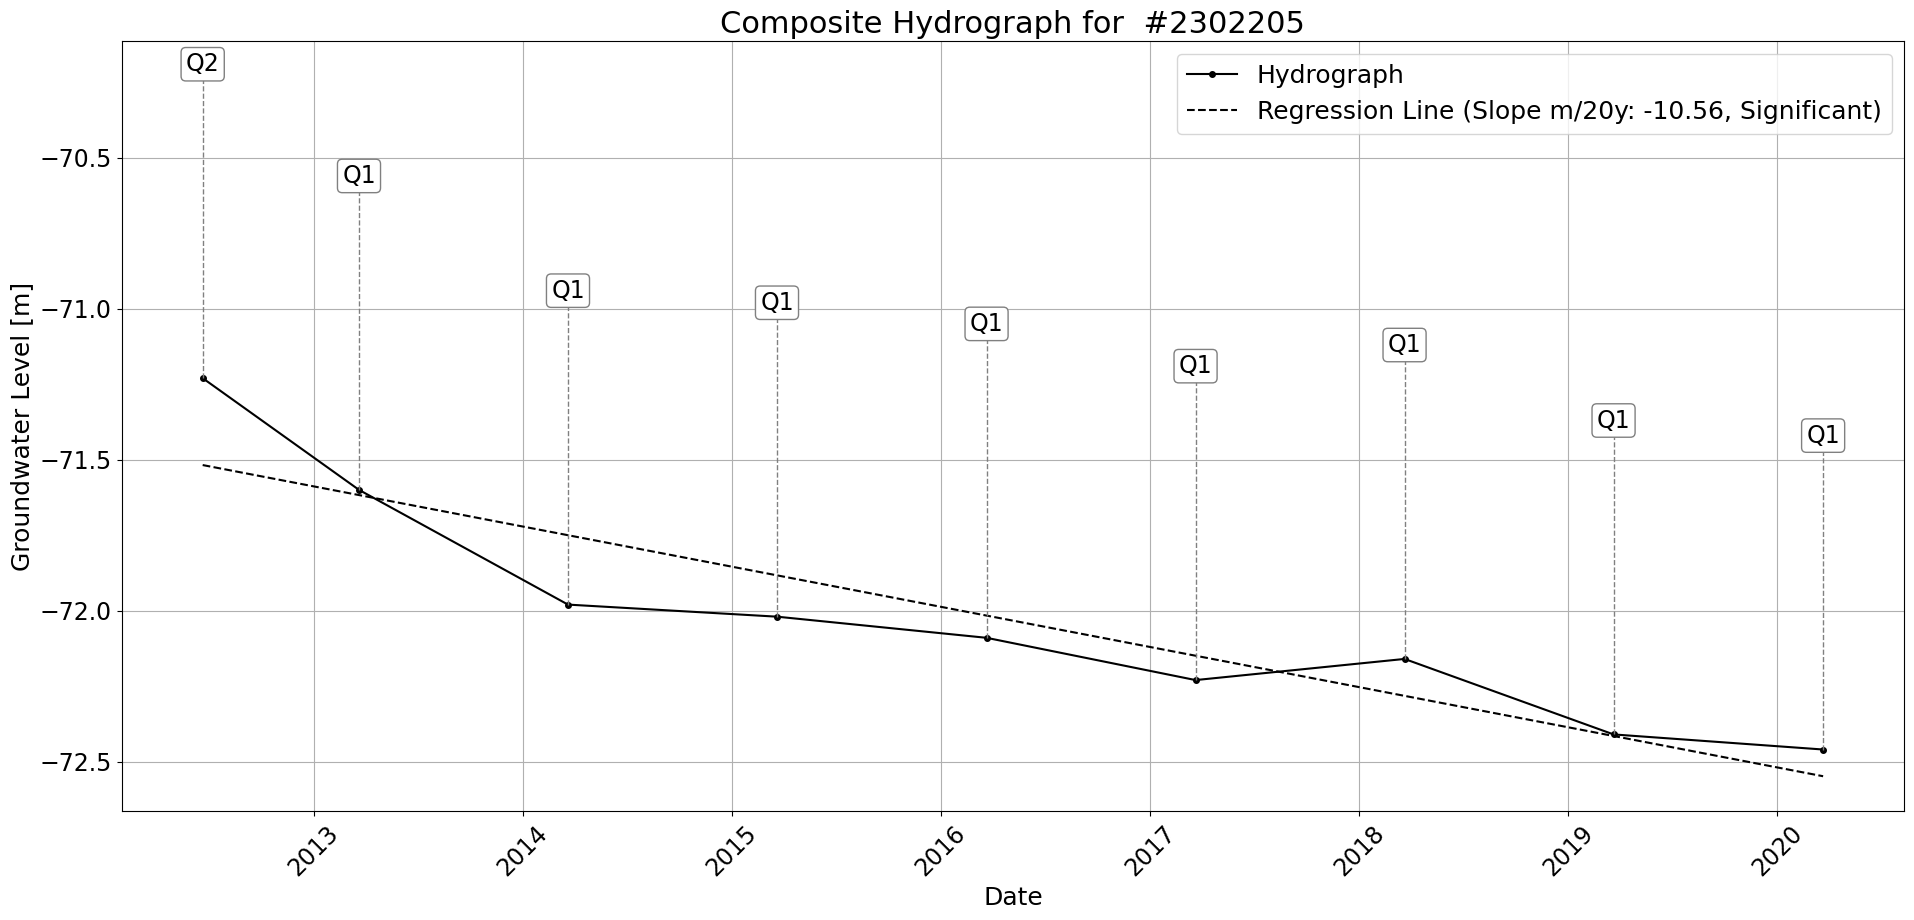 Composite Hydrograph for  #2302205
Hydrograph
Regression Line (Slope m/20y: -10.56, Significant)
Q2
Q1
Q1
Q1
Q1
Q1
Q1
Q1
Q1
Groundwater Level [m]
−70.5
−71.0
−71.5
−72.0
−72.5
2013
2014
2015
2016
2017
2018
2019
2020
Date